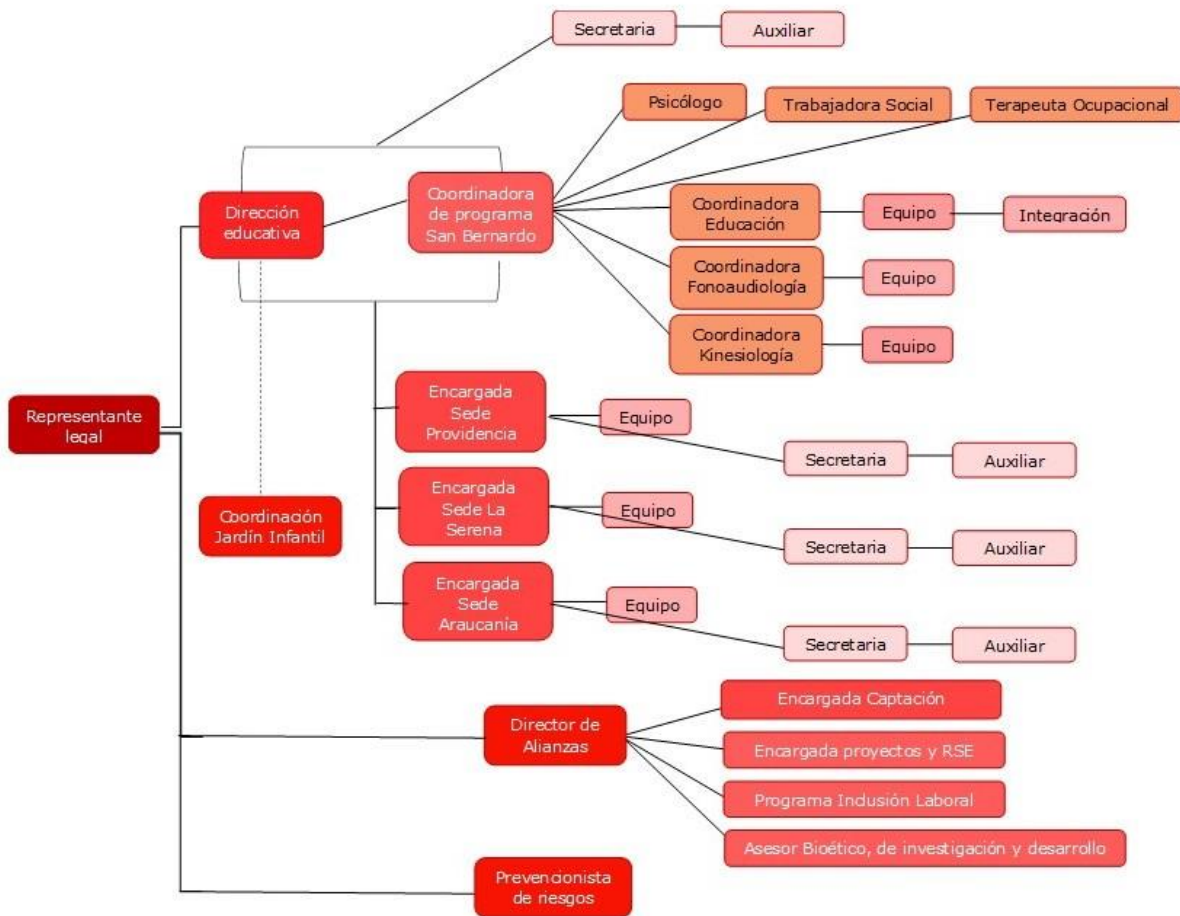 Secretaria
Auxiliar
Psicólogo
Trabajadora Social
Terapeuta Ocupacional
Dirección
educativa
Coordinadora
de programa
San Bernardo
Coordinadora
Educación
Equipo
Integración
Coordinadora
Fonoaudiología
Equipo
Coordinadora
Kinesiología
Equipo
Representante
legal
Encargada
Sede
Providencia
Equipo
Secretaria
Auxiliar
Coordinación
Jardín Infantil
Encargada
Sede La
Serena
Equipo
Secretaria
Auxiliar
Encargada
Sede
Araucanía
Equipo
Secretaria
Auxiliar
Director de
Alianzas
Encargada Captación
Encargada proyectos y RSE
Programa Inclusión Laboral
Asesor Bioético, de investigación y desarrollo
Prevencionista
de riesgos